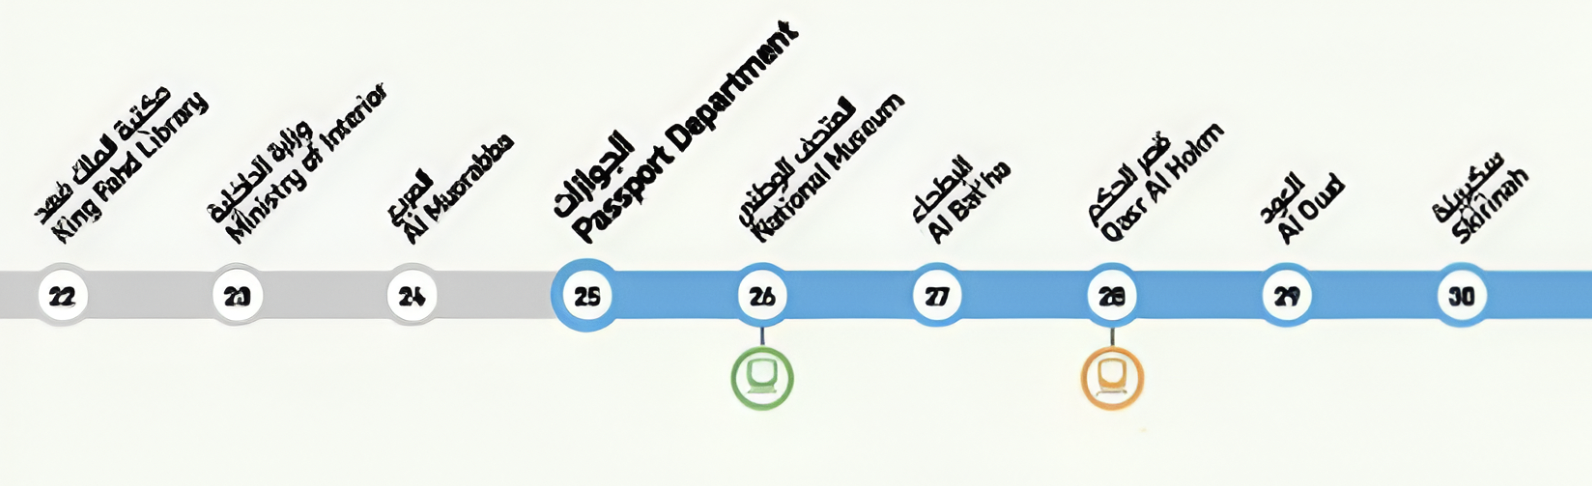 مكتبة الملك فهد
King Fahd Library
وزارة الداخلية
Ministry of Interior
المربع
Al Murabba
الجوازات
Passport Department
المتحف الوطني
National Museum
البطحاء
Al Bat'ha
قصر الحكم
Qasr Al Hokm
العود
Al Oud
سكيرينة
Skirinah
22
23
24
25
26
27
28
29
30